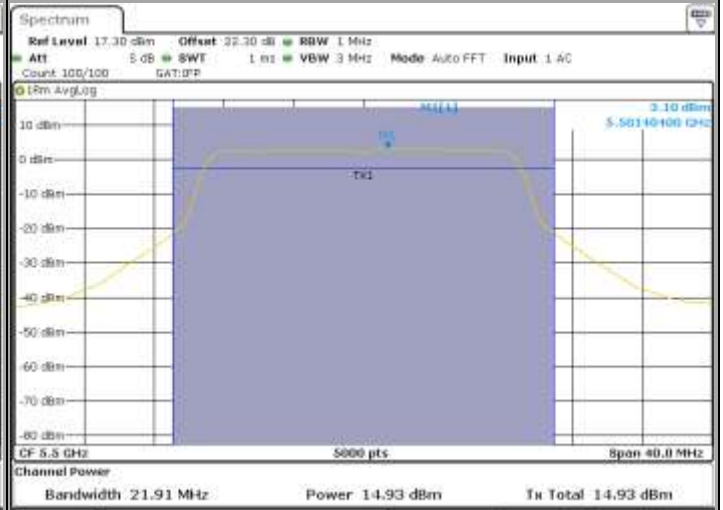 Spectrum
Ref Level 17.30 dBm Offset 22.30 dB RBW 1 MHz
Att 5 dB SWT 1 ms VBW 3 MHz Mode Auto FFT Input 1 AC
Count 100/100 GAT:IFP
1Rm AvgLog
M1[1] 3.10 dBm
10 dBm
0 dBm
TX1
-10 dBm
-20 dBm
-30 dBm
-40 dBm
-50 dBm
-60 dBm
-70 dBm
-80 dBm
CF 5.5 GHz 5000 pts Span 40.0 MHz
Channel Power
Bandwidth 21.91 MHz Power 14.93 dBm Tx Total 14.93 dBm